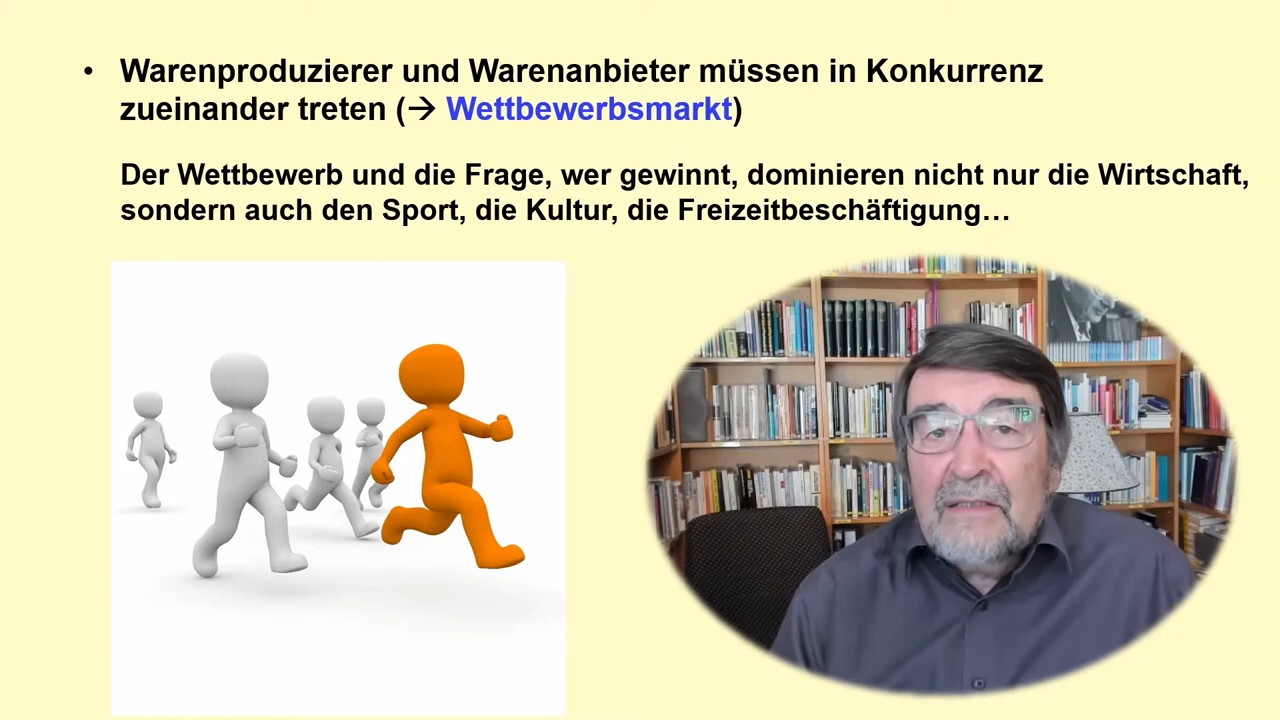 • Warenproduzierer und Warenanbieter müssen in Konkurrenz
zueinander treten (→ Wettbewerbsmarkt)
Der Wettbewerb und die Frage, wer gewinnt, dominieren nicht nur die Wirtschaft,
sondern auch den Sport, die Kultur, die Freizeitbeschäftigung…